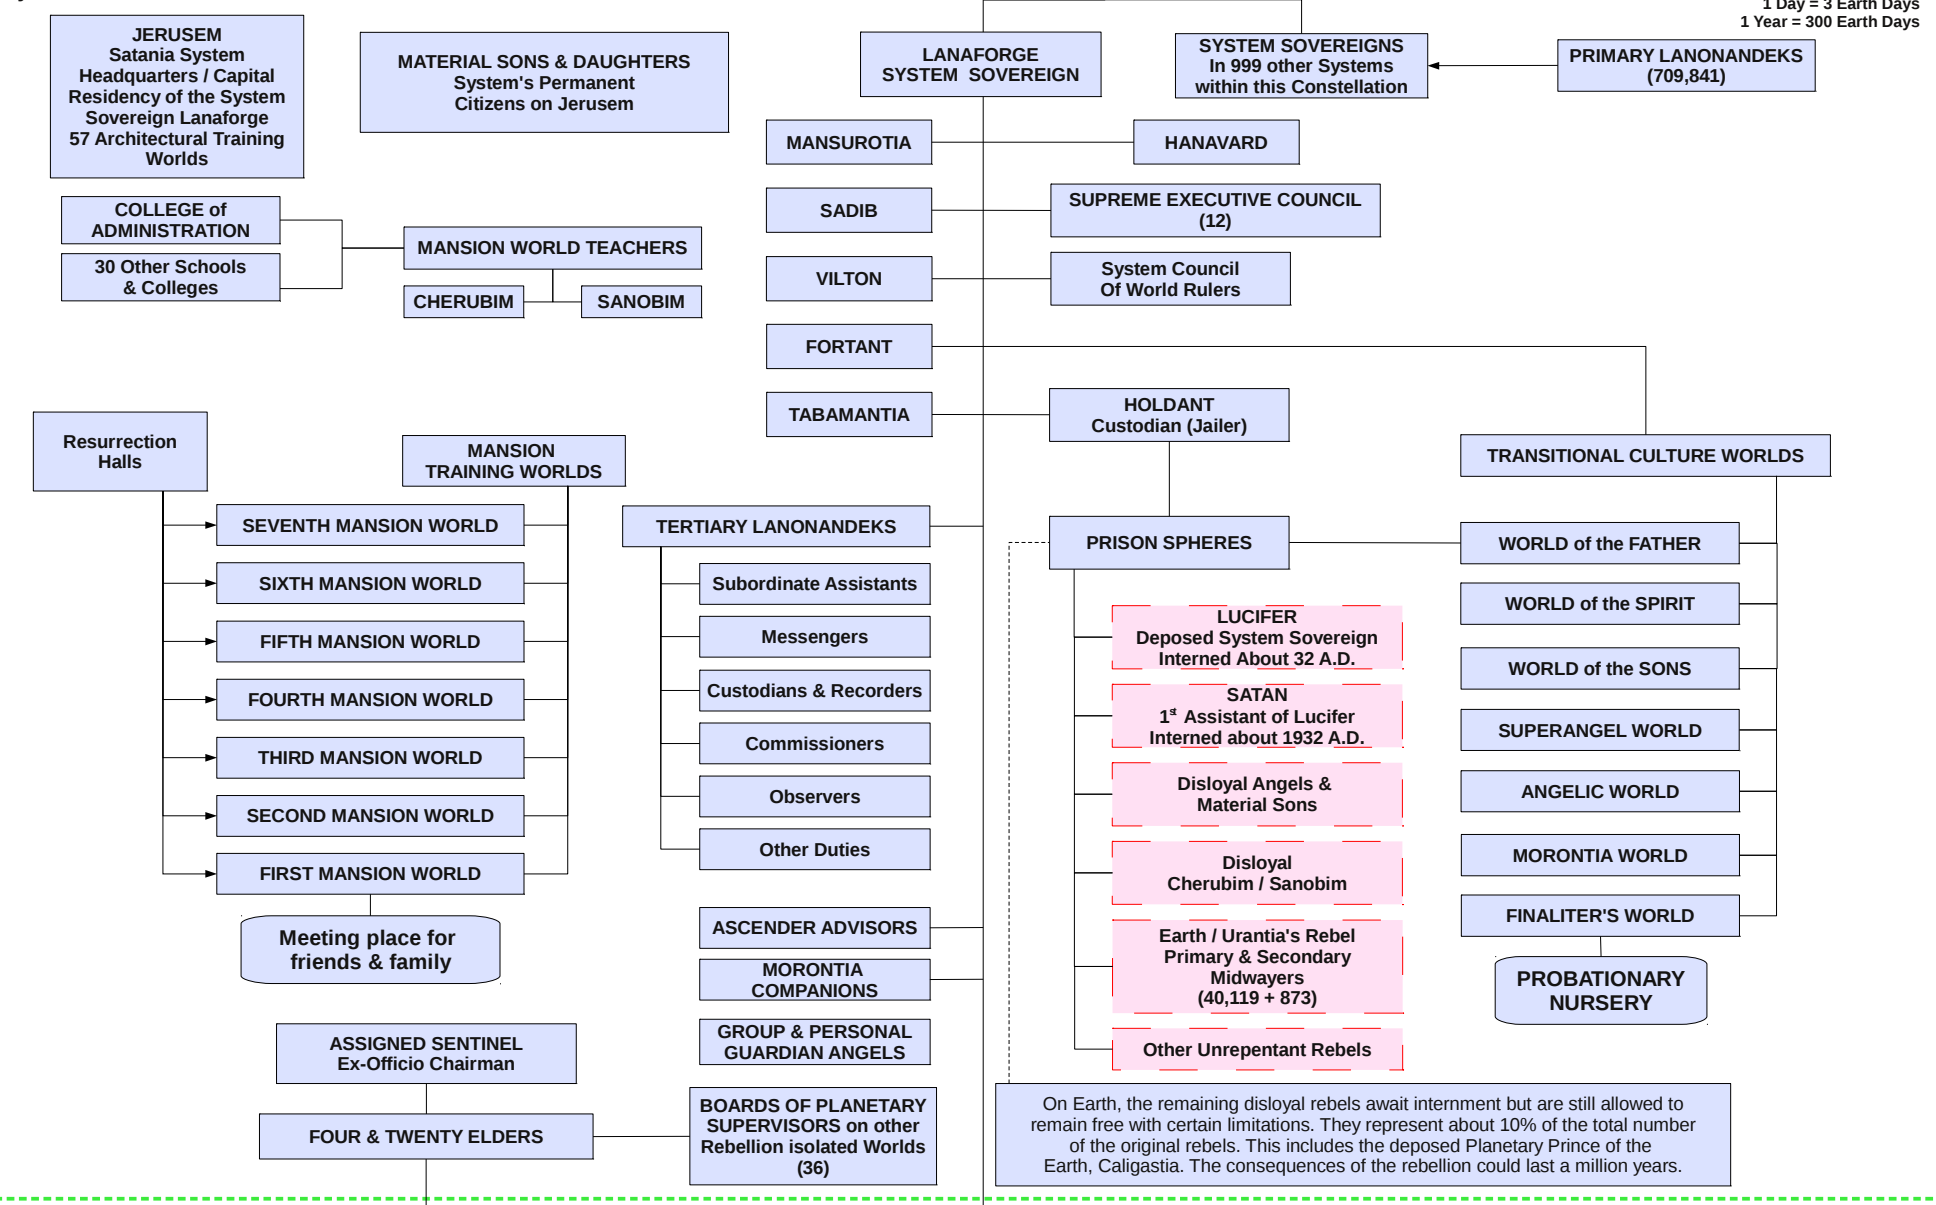 1 Day = 3 Earth Days
1 Year = 300 Earth Days
JERUSEM
Satania System
Headquarters / Capital
Residency of the System
Sovereign Lanaforge
57 Architectural Training
Worlds
MATERIAL SONS & DAUGHTERS
System's Permanent
Citizens on Jerusem
LANAFORGE
SYSTEM SOVEREIGN
SYSTEM SOVEREIGNS
In 999 other Systems
within this Constellation
PRIMARY LANONANDEKS
(709,841)
MANSUROTIA
HANAVARD
COLLEGE of
ADMINISTRATION
30 Other Schools
& Colleges
MANSION WORLD TEACHERS
CHERUBIM
SANOBIM
SADIB
SUPREME EXECUTIVE COUNCIL
(12)
VILTON
System Council
Of World Rulers
FORTANT
TABAMANTIA
HOLDANT
Custodian (Jailer)
Resurrection
Halls
MANSION
TRAINING WORLDS
SEVENTH MANSION WORLD
SIXTH MANSION WORLD
FIFTH MANSION WORLD
FOURTH MANSION WORLD
THIRD MANSION WORLD
SECOND MANSION WORLD
FIRST MANSION WORLD
Meeting place for
friends & family
TERTIARY LANONANDEKS
Subordinate Assistants
Messengers
Custodians & Recorders
Commissioners
Observers
Other Duties
ASCENDER ADVISORS
MORONTIA
COMPANIONS
GROUP & PERSONAL
GUARDIAN ANGELS
PRISON SPHERES
LUCIFER
Deposed System Sovereign
Interned About 32 A.D.
SATAN
1st Assistant of Lucifer
Interned about 1932 A.D.
Disloyal Angels &
Material Sons
Disloyal
Cherubim / Sanobim
Earth / Urantia's Rebel
Primary & Secondary
Midwayers
(40,119 + 873)
Other Unrepentant Rebels
TRANSITIONAL CULTURE WORLDS
WORLD of the FATHER
WORLD of the SPIRIT
WORLD of the SONS
SUPERANGEL WORLD
ANGELIC WORLD
MORONTIA WORLD
FINALITER'S WORLD
PROBATIONARY
NURSERY
ASSIGNED SENTINEL
Ex-Officio Chairman
FOUR & TWENTY ELDERS
BOARDS OF PLANETARY
SUPERVISORS on other
Rebellion isolated Worlds
(36)
On Earth, the remaining disloyal rebels await internment but are still allowed to
remain free with certain limitations. They represent about 10% of the total number
of the original rebels. This includes the deposed Planetary Prince of the
Earth, Caligastia. The consequences of the rebellion could last a million years.